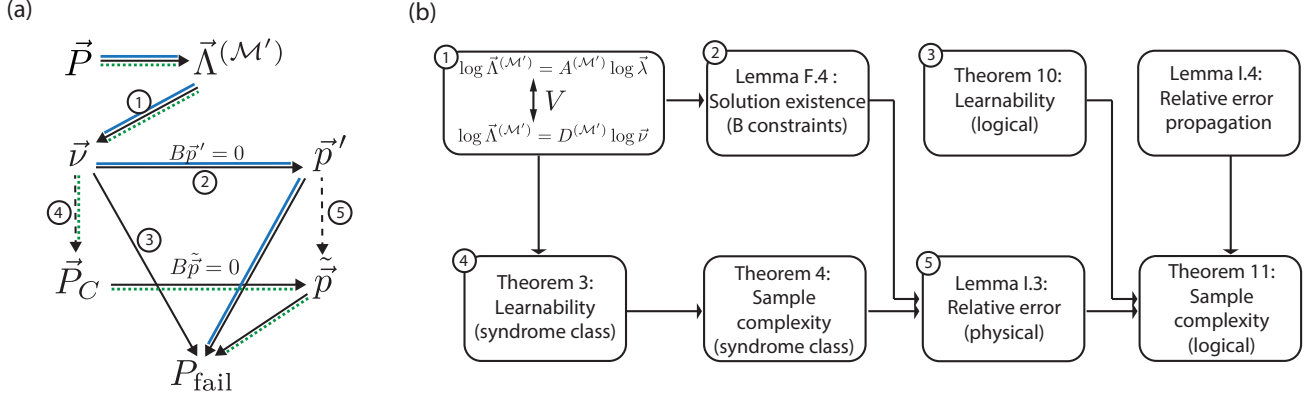 (a)
P⃗ Λ⃗^(ℳ′)
1
ν⃗ Bp⃗′ = 0 p⃗′
2
4 3 5
P⃗_C Bp̃⃗ = 0 p̃⃗
P_fail
(b)
1
log Λ⃗^(ℳ′) = A^(ℳ′) log λ⃗
V
log Λ⃗^(ℳ′) = D^(ℳ′) log ν⃗
2
Lemma F.4 :
Solution existence
(B constraints)
3
Theorem 10:
Learnability
(logical)
Lemma I.4:
Relative error
propagation
4
Theorem 3:
Learnability
(syndrome class)
Theorem 4:
Sample
complexity
(syndrome class)
5
Lemma I.3:
Relative error
(physical)
Theorem 11:
Sample
complexity
(logical)